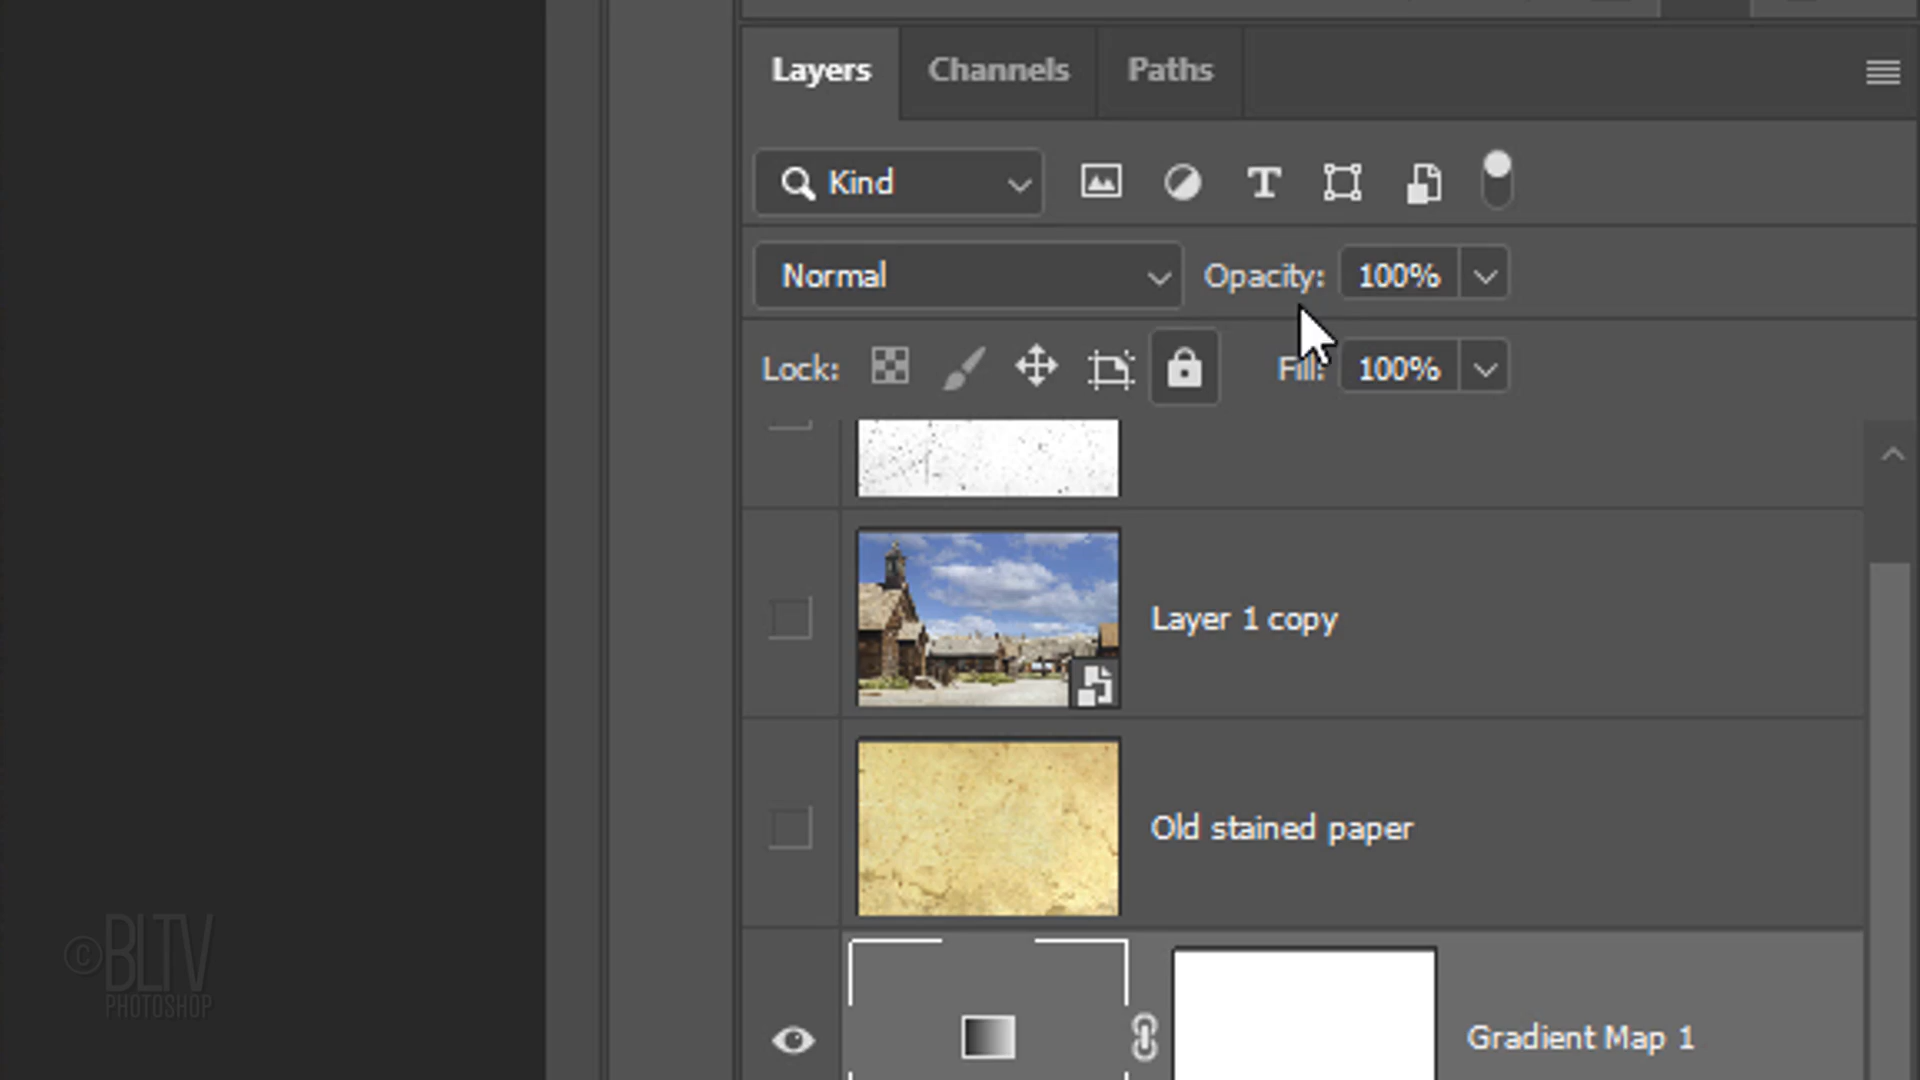 Layers Channels Paths
Kind
Normal Opacity: 100%
Lock: Fill: 100%
Layer 1 copy
Old stained paper
Gradient Map 1
©BLTV
PHOTOSHOP